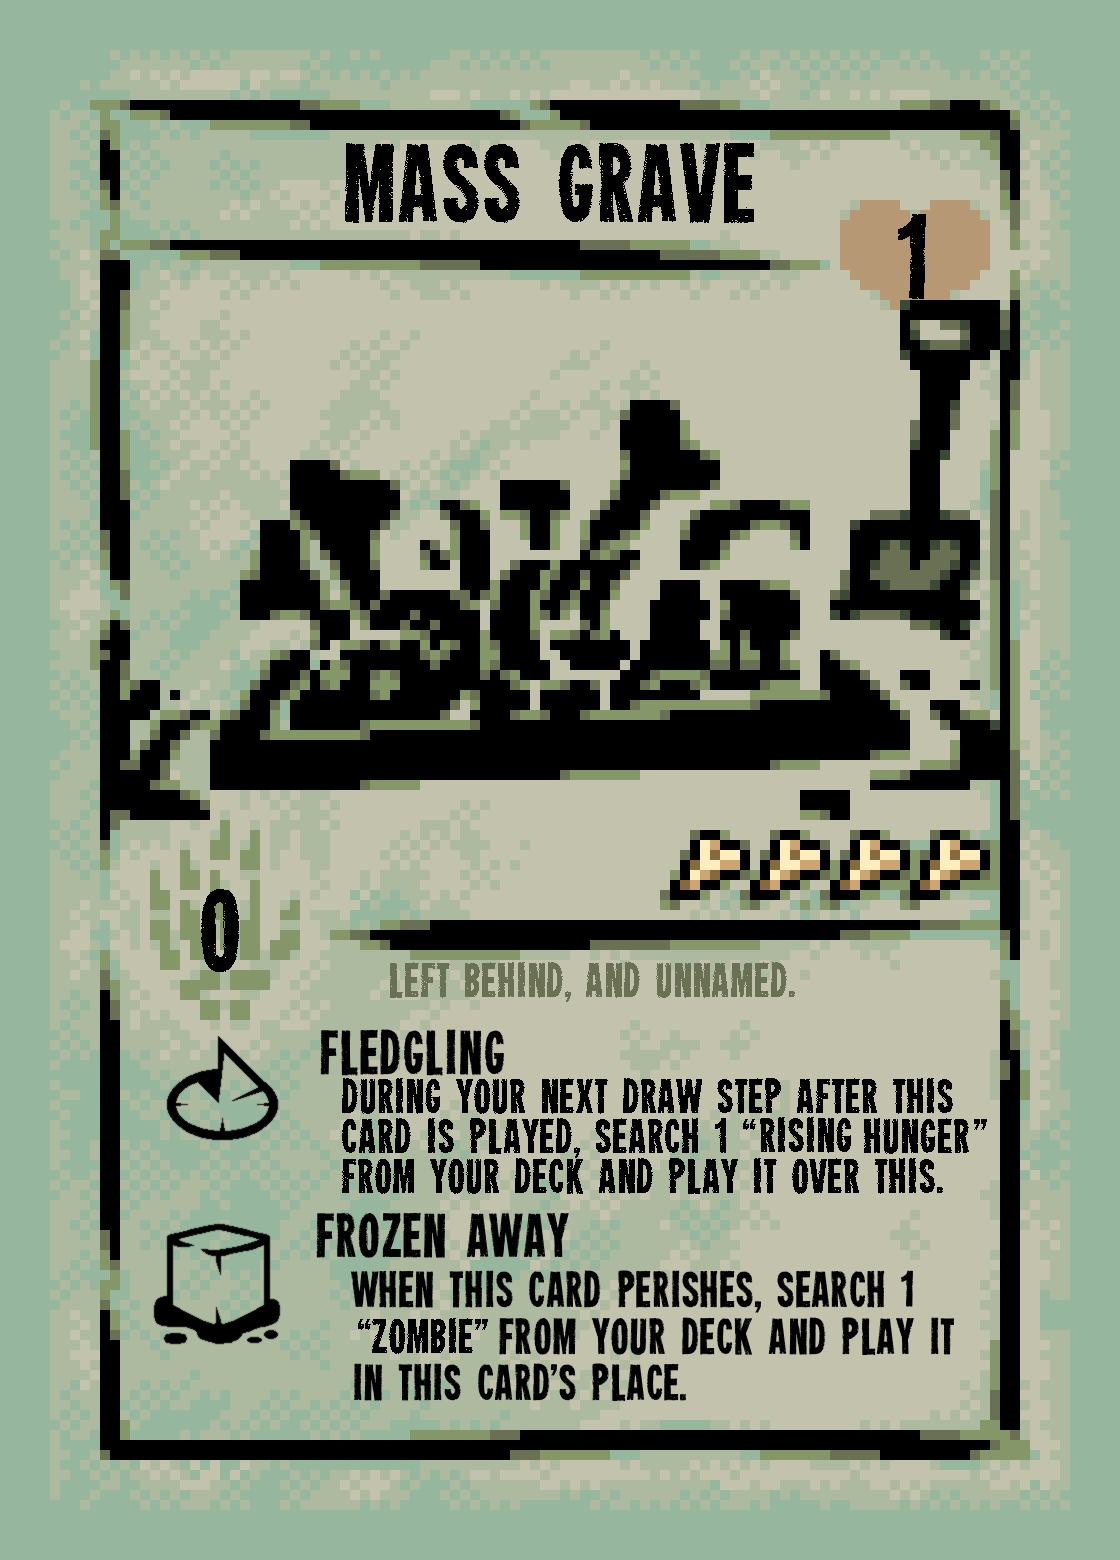 MASS GRAVE
1
0
LEFT BEHIND, AND UNNAMED.
FLEDGLING
DURING YOUR NEXT DRAW STEP AFTER THIS
CARD IS PLAYED, SEARCH 1 “RISING HUNGER”
FROM YOUR DECK AND PLAY IT OVER THIS.
FROZEN AWAY
WHEN THIS CARD PERISHES, SEARCH 1
“ZOMBIE” FROM YOUR DECK AND PLAY IT
IN THIS CARD’S PLACE.